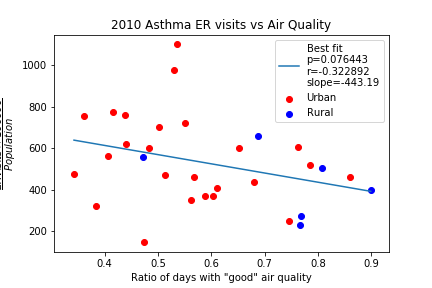 2010 Asthma ER visits vs Air Quality
Population
1000
800
600
400
200
Best fit
p=0.076443
r=-0.322892
slope=-443.19
Urban
Rural
0.4 0.5 0.6 0.7 0.8 0.9
Ratio of days with "good" air quality